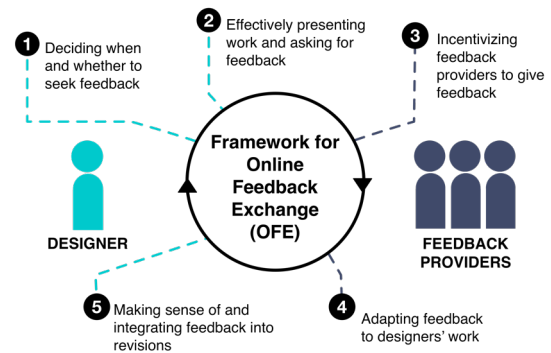 1
Deciding when
and whether to
seek feedback
2
Effectively presenting
work and asking for
feedback
3
Incentivizing
feedback
providers to give
feedback
Framework for
Online
Feedback
Exchange
(OFE)
DESIGNER
FEEDBACK
PROVIDERS
5
Making sense of and
integrating feedback into
revisions
4
Adapting feedback
to designers' work